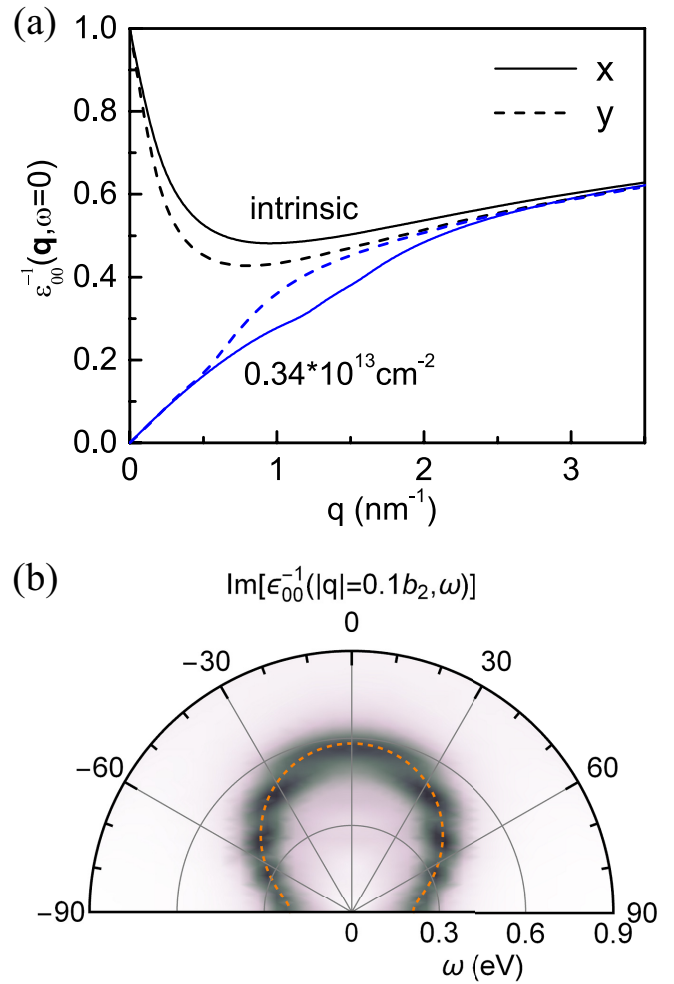 (a)
1.0
0.8
0.6
0.4
0.2
0.0
ε₀₀⁻¹(q,ω=0)
x
y
intrinsic
0.34*10¹³cm⁻²
0 1 2 3
q (nm⁻¹)
(b)
Im[ϵ₀₀⁻¹(|q|=0.1b₂,ω)]
0
−30 30
−60 60
−90 90
0 0.3 0.6 0.9
ω (eV)